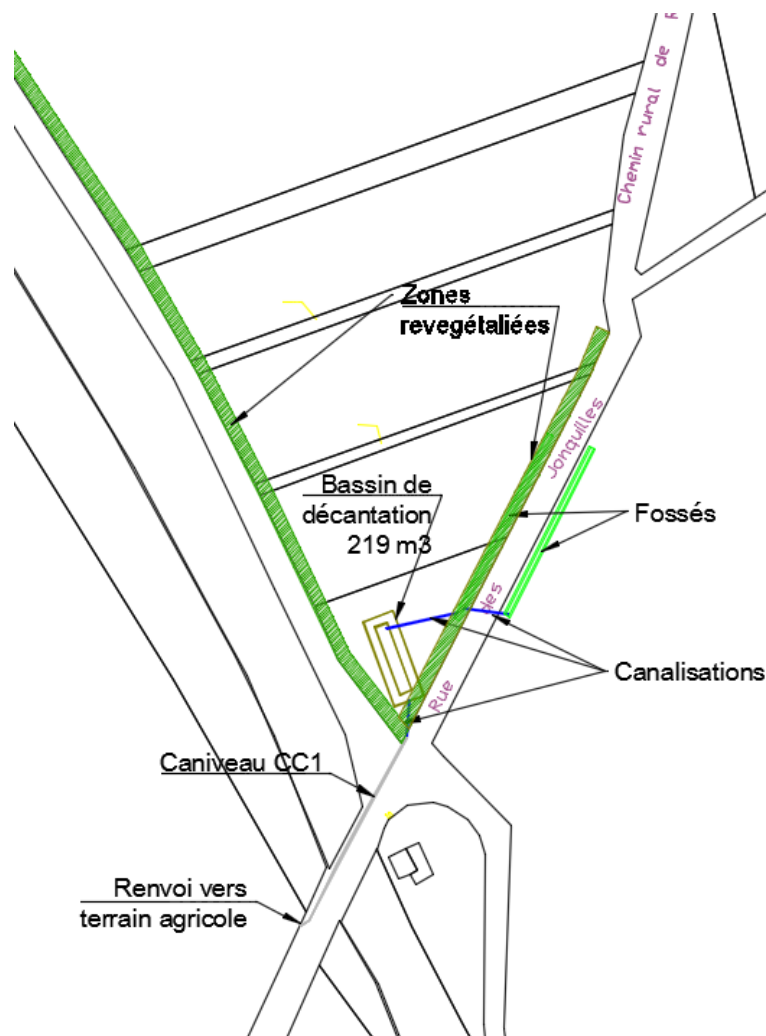 Chemin rural de
Zones
revegétaliées
Jonquilles
Bassin de
décantation
219 m3
Fossés
des
Canalisations
Rue
Caniveau CC1
Renvoi vers
terrain agricole